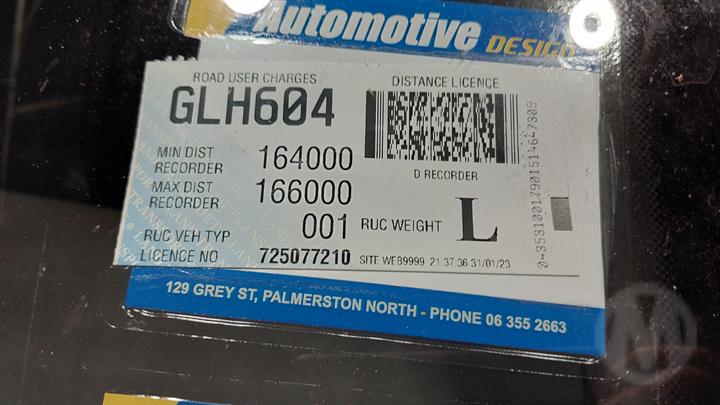 Automotive
DESIGN
ROAD USER CHARGES
DISTANCE LICENCE
GLH604
MIN DIST RECORDER 164000
D RECORDER
MAX DIST RECORDER 166000
RUC VEH TYP 001 RUC WEIGHT L
LICENCE NO 725077210 SITE WEB9999 21:37:36 31/01/23
129 GREY ST, PALMERSTON NORTH - PHONE 06 355 2663